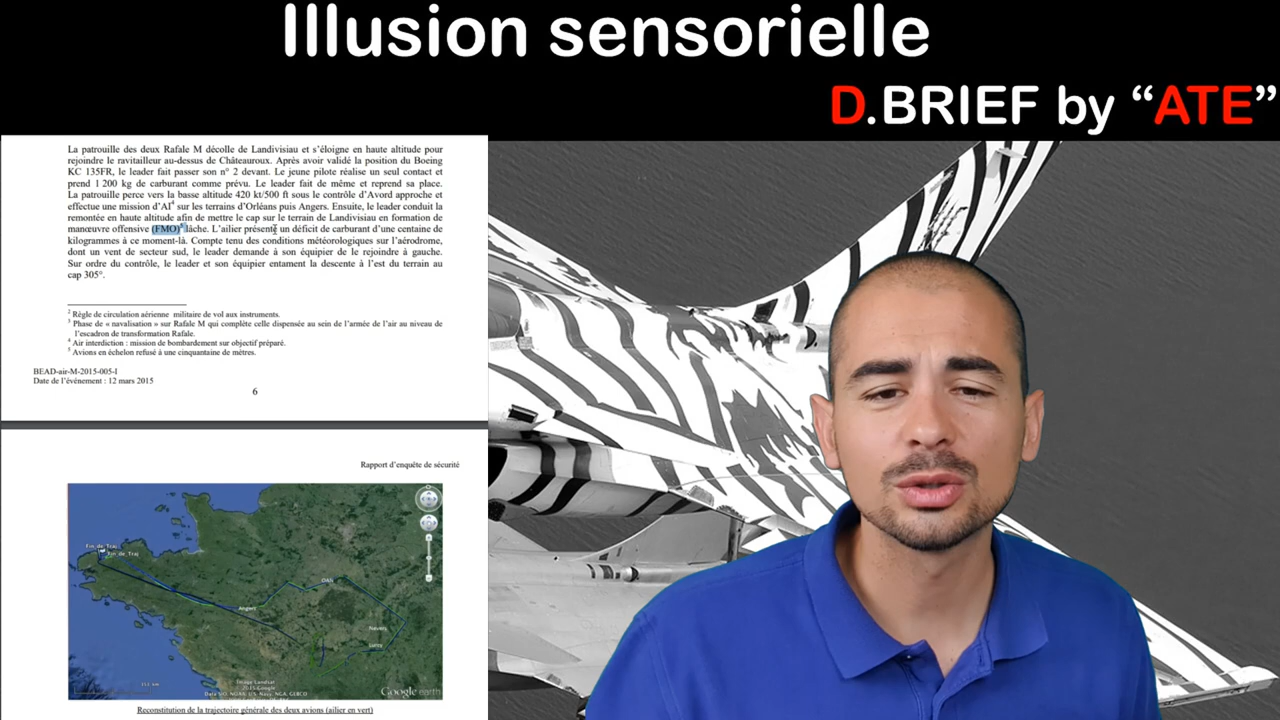 Illusion sensorielle
D.BRIEF by “ATE”
La patrouille des deux Rafale M décolle de Landivisiau et s’éloigne en haute altitude pour
rejoindre le ravitailleur au-dessus de Châteauroux. Après avoir validé la position du Boeing
KC 135FR, le leader fait passer son n° 2 devant. Le jeune pilote réalise un seul contact et
prend 1 200 kg de carburant comme prévu. Le leader fait de même et reprend sa place.
La patrouille perce vers la basse altitude 420 kt/500 ft sous le contrôle d’Avord approche et
effectue une mission d’AI4 sur les terrains d’Orléans puis Angers. Ensuite, le leader conduit la
remontée en haute altitude afin de mettre le cap sur le terrain de Landivisiau en formation de
manœuvre offensive (FMO)5 lâche. L’ailier présente un déficit de carburant d’une centaine de
kilogrammes à ce moment-là. Compte tenu des conditions météorologiques sur l’aérodrome,
dont un vent de secteur sud, le leader demande à son équipier de le rejoindre à gauche.
Sur ordre du contrôle, le leader et son équipier entament la descente à l’est du terrain au
cap 305°.
2 Règle de circulation aérienne militaire de vol aux instruments.
3 Phase de « navalisation » sur Rafale M qui complète celle dispensée au sein de l’armée de l’air au niveau de
l’escadron de transformation Rafale.
4 Air interdiction : mission de bombardement sur objectif préparé.
5 Avions en échelon refusé à une cinquantaine de mètres.
BEAD-air-M-2015-005-I
Date de l’évènement : 12 mars 2015
6
Rapport d’enquête de sécurité
Fin_de_Traj
Fin_de_Traj
Angers
Navery
Image Landsat
© 2015 Google
Data SIO, NOAA, U.S. Navy, NGA, GEBCO
Google earth
Reconstitution de la trajectoire générale des deux avions (ailier en vert)